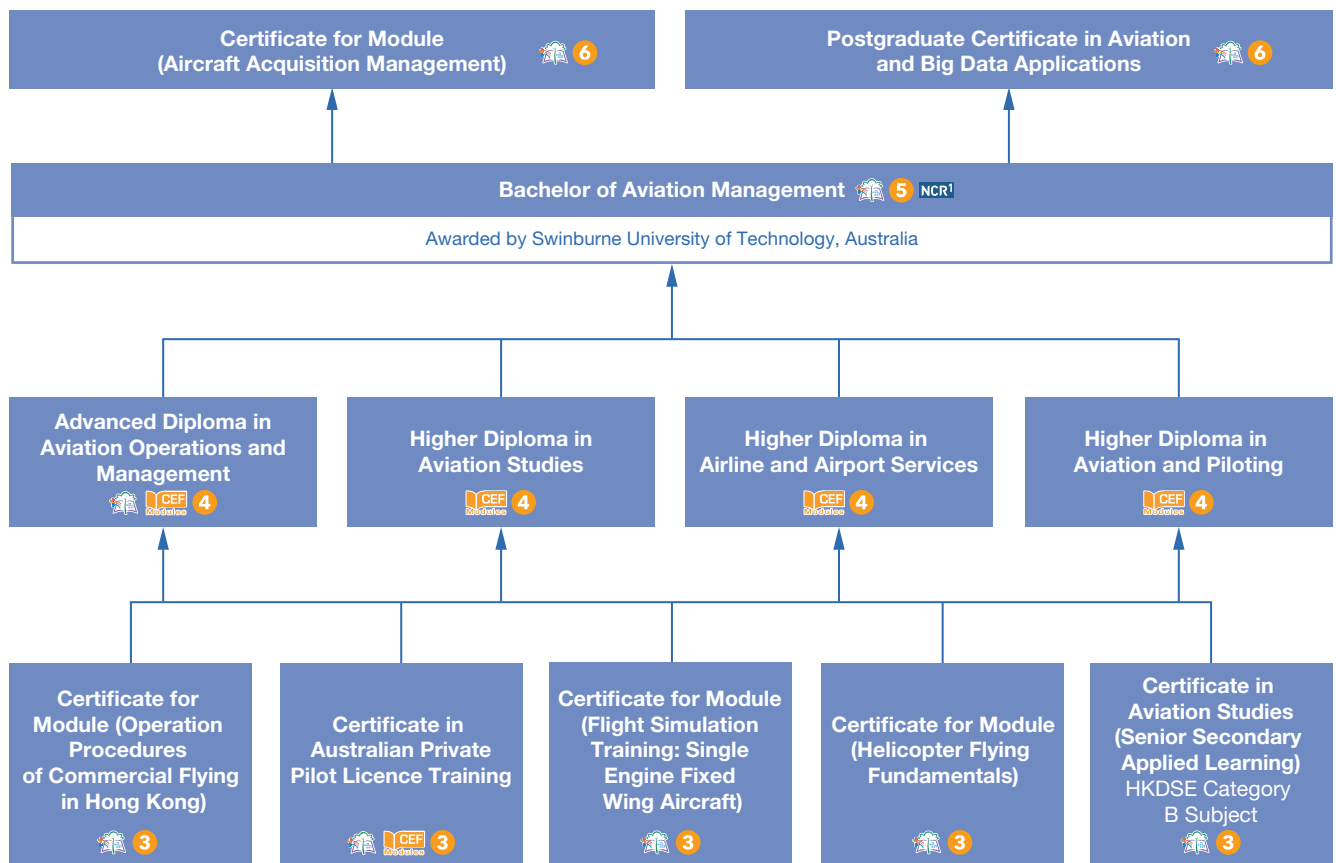 Certificate for Module
(Aircraft Acquisition Management)
6
Postgraduate Certificate in Aviation
and Big Data Applications
6
Bachelor of Aviation Management 5 NCR¹
Awarded by Swinburne University of Technology, Australia
Advanced Diploma in
Aviation Operations and
Management
CEF
Modules
4
Higher Diploma in
Aviation Studies
CEF
Modules
4
Higher Diploma in
Airline and Airport Services
CEF
Modules
4
Higher Diploma in
Aviation and Piloting
CEF
Modules
4
Certificate for
Module (Operation
Procedures
of Commercial Flying
in Hong Kong)
3
Certificate in
Australian Private
Pilot Licence Training
CEF
Modules
3
Certificate for Module
(Flight Simulation
Training: Single
Engine Fixed
Wing Aircraft)
3
Certificate for Module
(Helicopter Flying
Fundamentals)
3
Certificate in
Aviation Studies
(Senior Secondary
Applied Learning)
HKDSE Category
B Subject
3